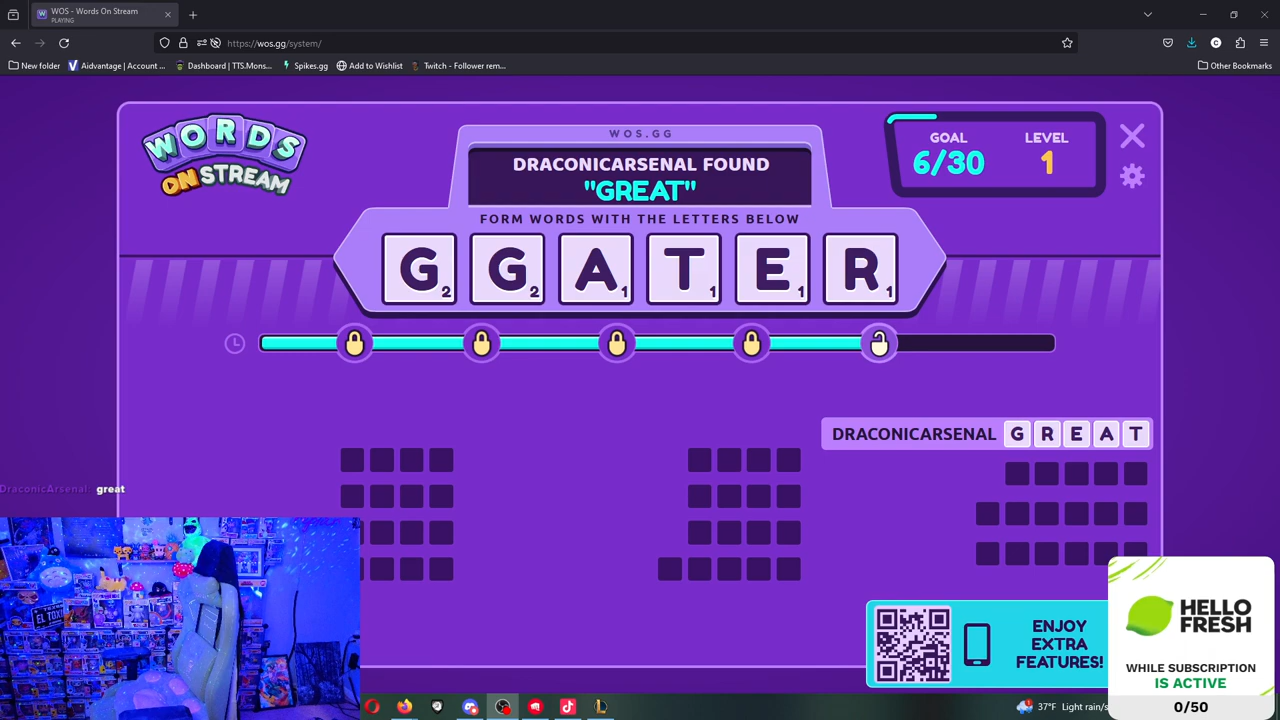 WOS - Words On Stream
PLAYING
https://wos.gg/system/
New folder
Aidvantage | Account ...
Dashboard | TTS.Mons...
Spikes.gg
Add to Wishlist
Twitch - Follower rem...
Other Bookmarks
WORDS
ON STREAM
WOS.GG
DRACONICARSENAL FOUND
"GREAT"
FORM WORDS WITH THE LETTERS BELOW
G2 G2 A1 T1 E1 R1
GOAL
6/30
LEVEL
1
DRACONICARSENAL GREAT
DraconicArsenal: great
ENJOY
EXTRA
FEATURES!
HELLO
FRESH
WHILE SUBSCRIPTION
IS ACTIVE
0/50
37°F Light rain/s